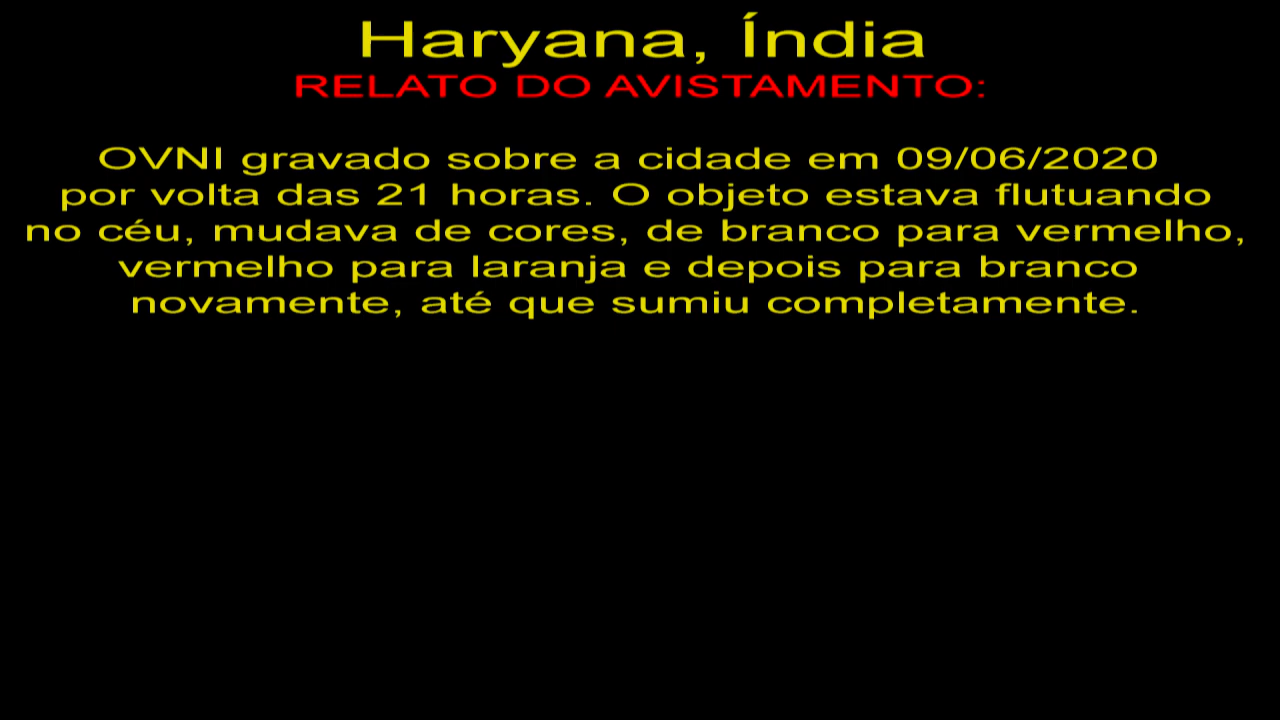 Haryana, Índia
RELATO DO AVISTAMENTO:
OVNI gravado sobre a cidade em 09/06/2020
por volta das 21 horas. O objeto estava flutuando
no céu, mudava de cores, de branco para vermelho,
vermelho para laranja e depois para branco
novamente, até que sumiu completamente.